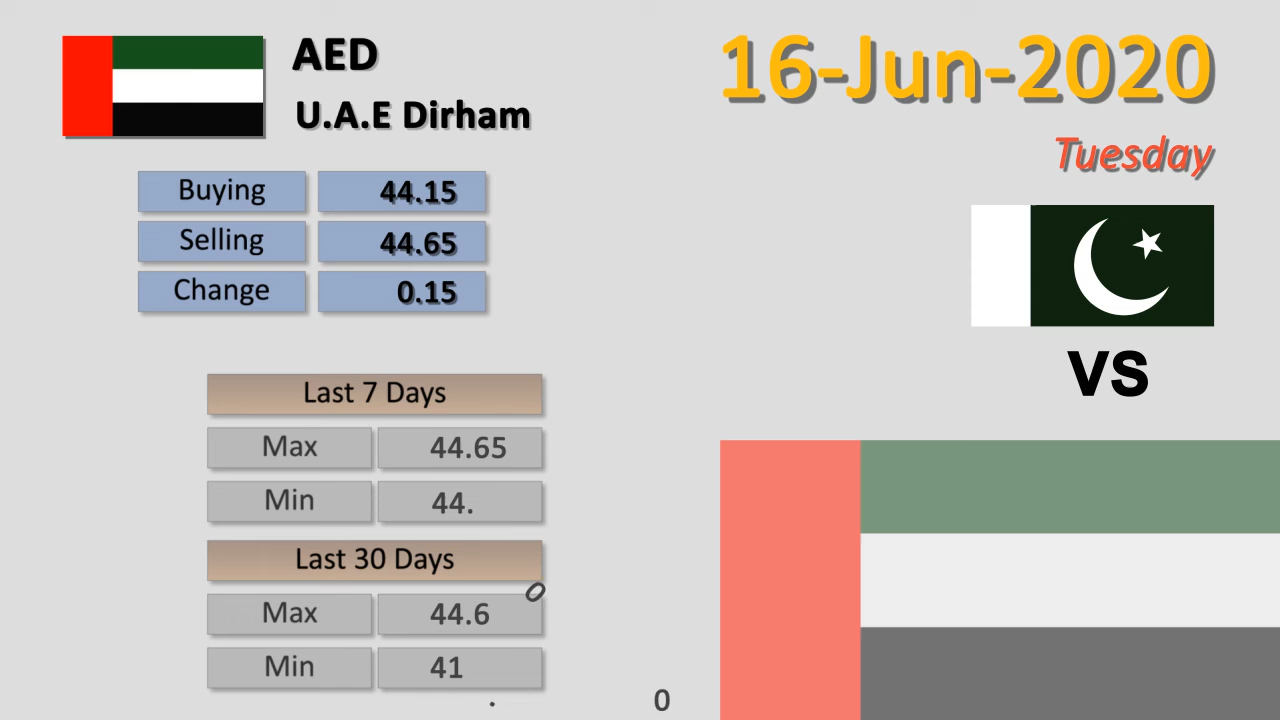 AED
U.A.E Dirham
16-Jun-2020
Tuesday
Buying 44.15
Selling 44.65
Change 0.15
VS
Last 7 Days
Max 44.65
Min 44.
Last 30 Days
0
Max 44.6
Min 41
. 0